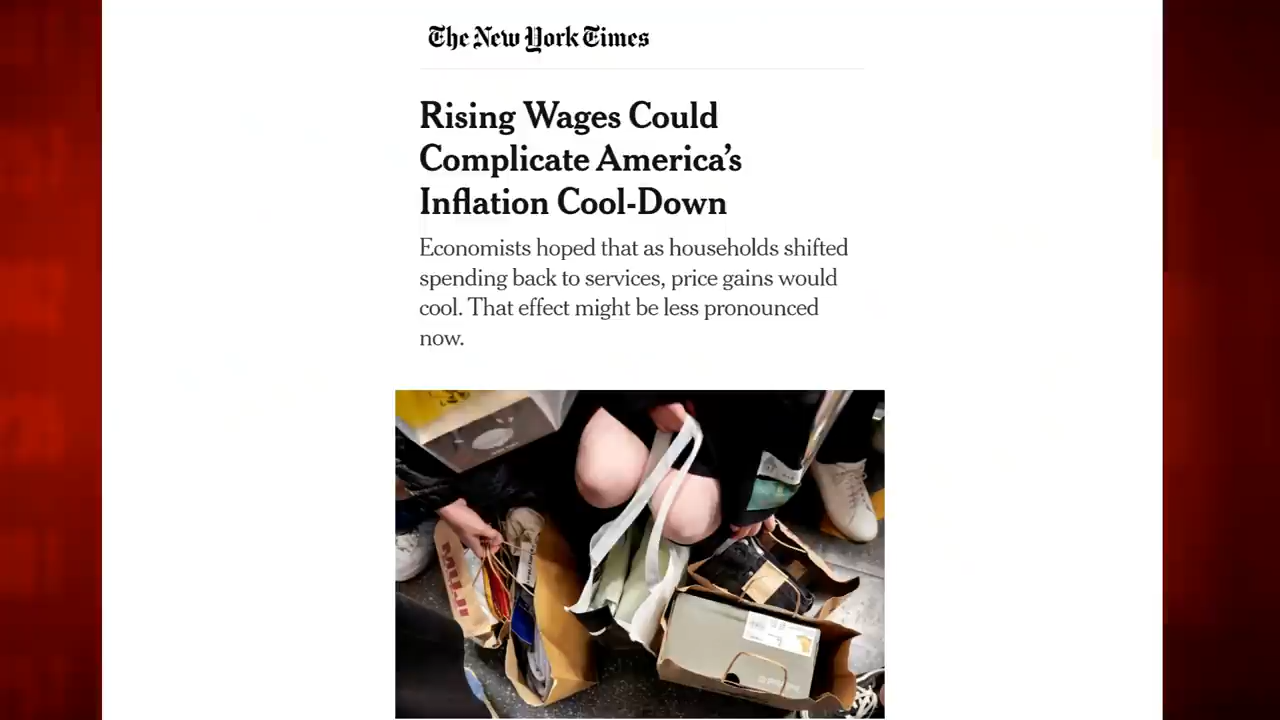 The New York Times
Rising Wages Could
Complicate America’s
Inflation Cool-Down
Economists hoped that as households shifted
spending back to services, price gains would
cool. That effect might be less pronounced
now.
MUJI